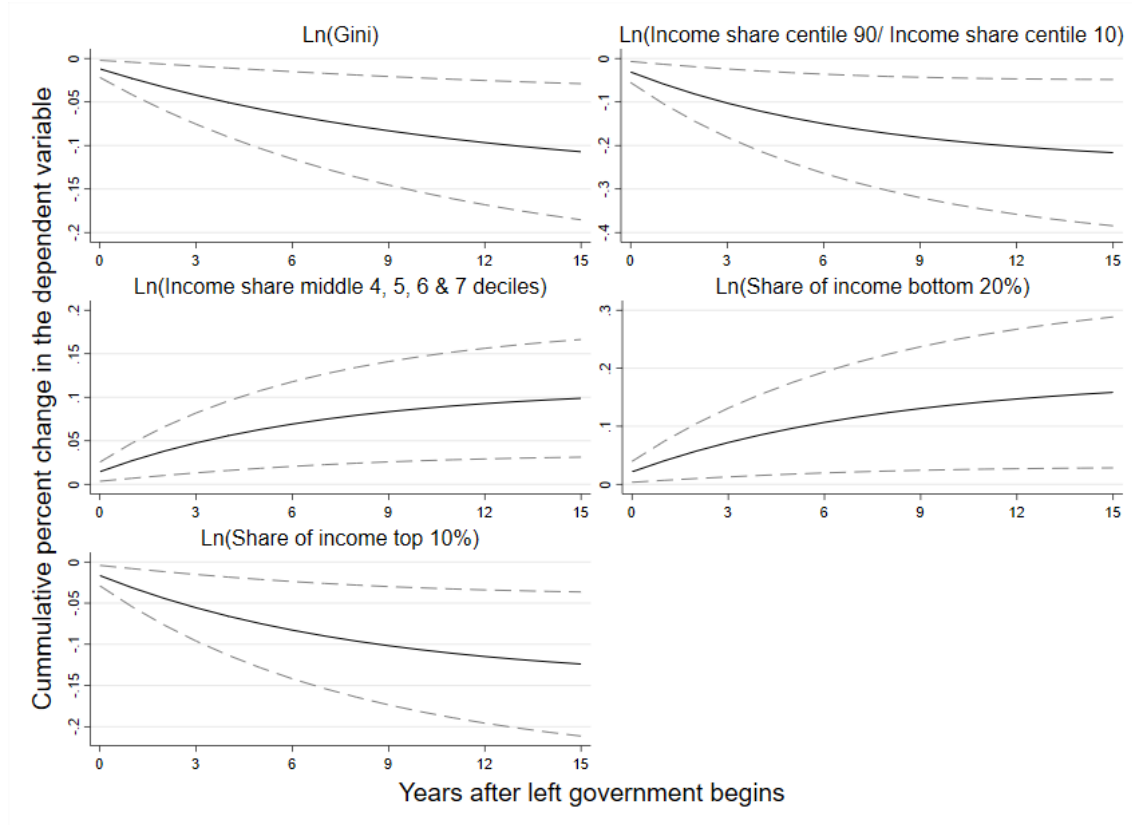 Ln(Gini)
0
-.05
-.1
-.15
-.2
0 3 6 9 12 15
Ln(Income share centile 90/ Income share centile 10)
0
-.1
-.2
-.3
-.4
0 3 6 9 12 15
Ln(Income share middle 4, 5, 6 & 7 deciles)
.2
.15
.1
.05
0
0 3 6 9 12 15
Ln(Share of income bottom 20%)
.3
.2
.1
0
0 3 6 9 12 15
Ln(Share of income top 10%)
0
-.05
-.1
-.15
-.2
0 3 6 9 12 15
Cummulative percent change in the dependent variable
Years after left government begins